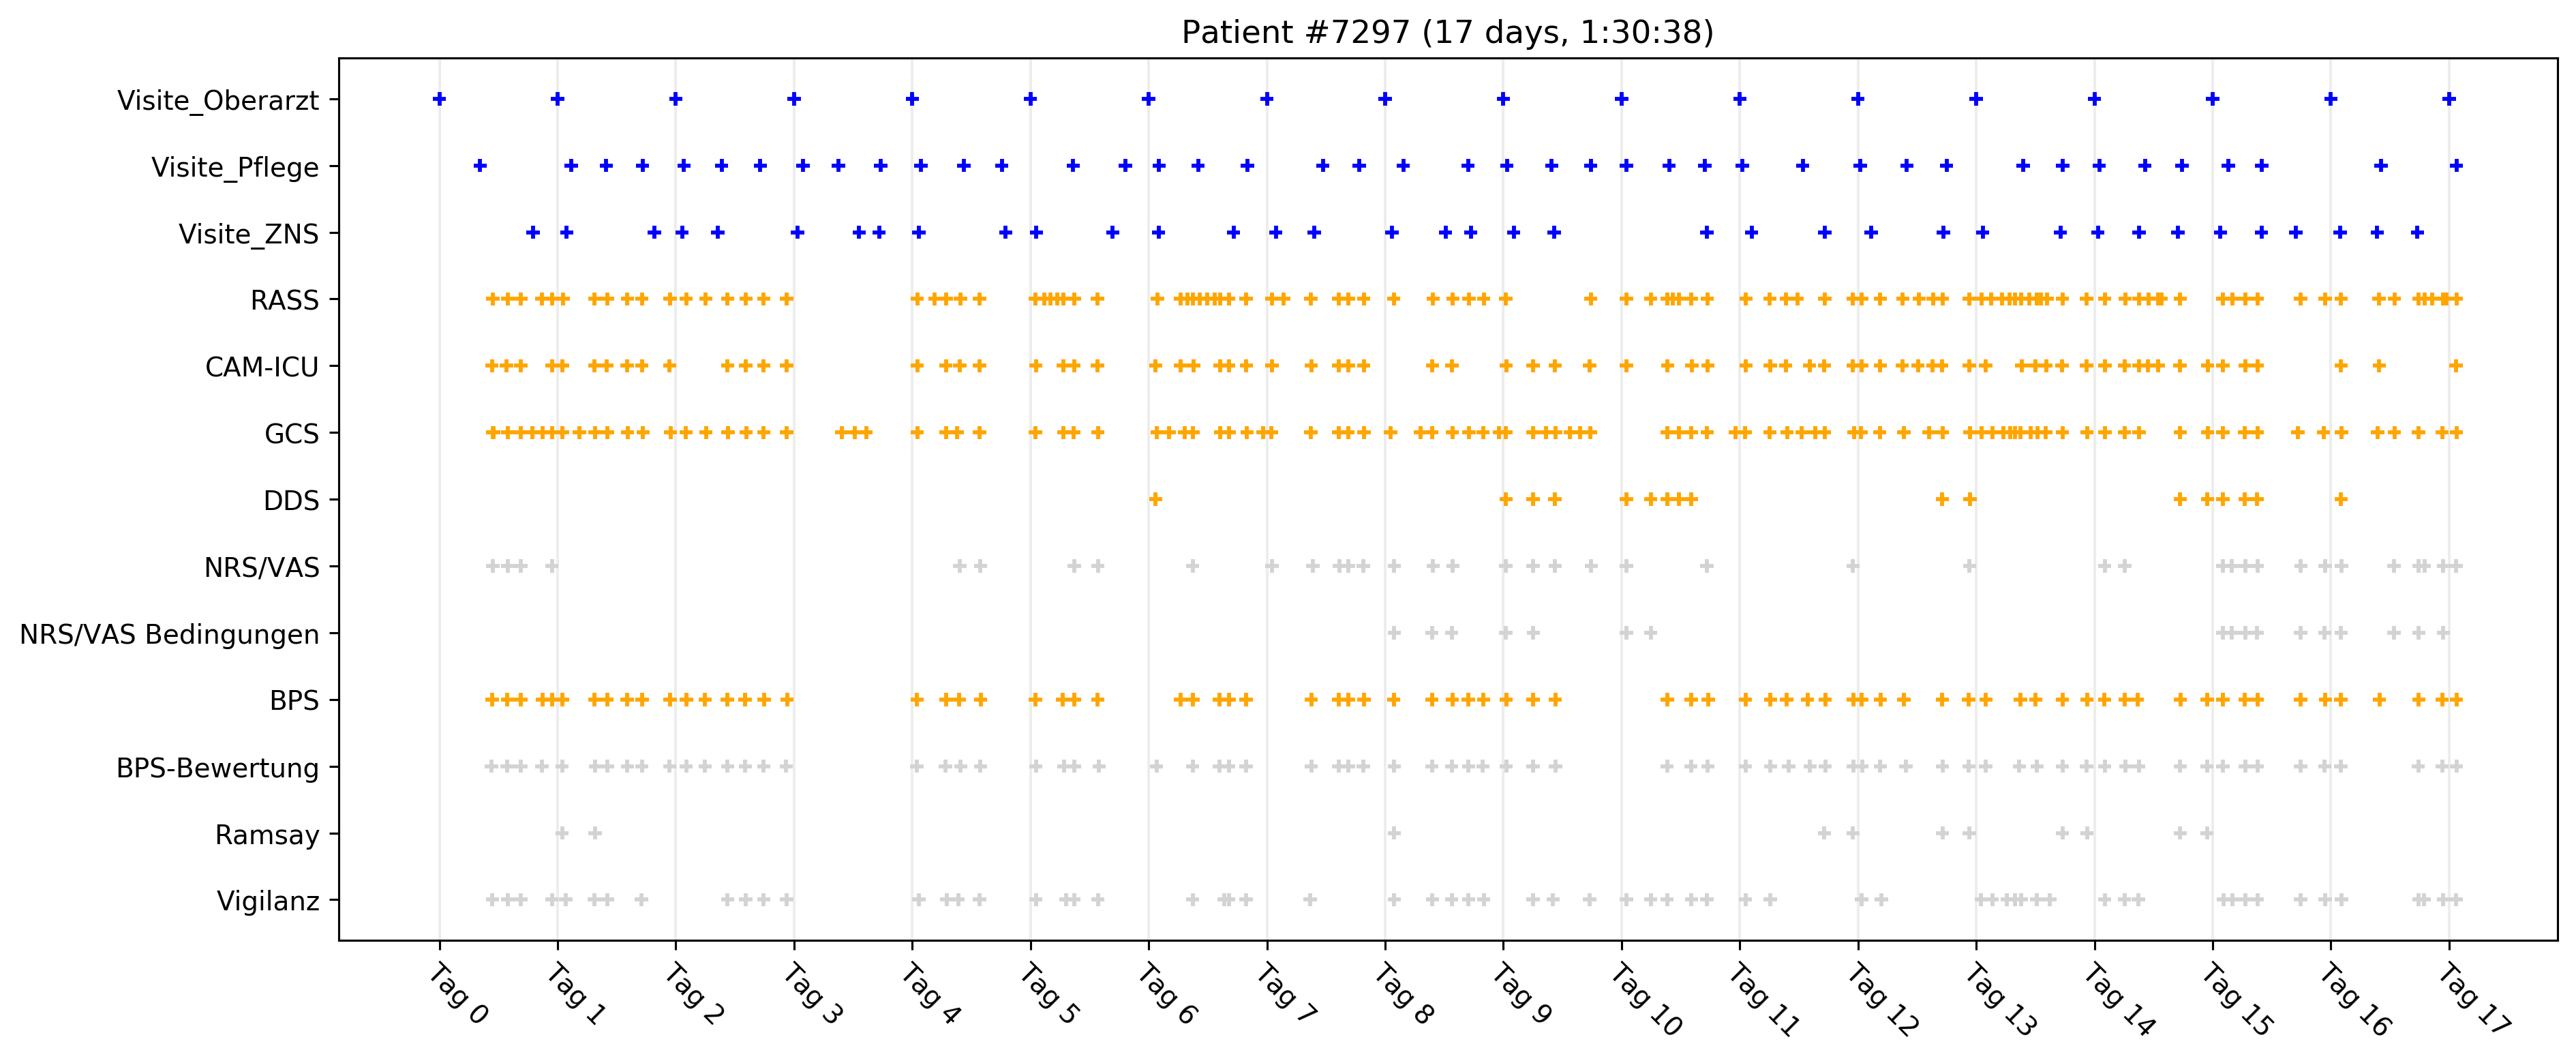 Patient #7297 (17 days, 1:30:38)
Visite_Oberarzt
Visite_Pflege
Visite_ZNS
RASS
CAM-ICU
GCS
DDS
NRS/VAS
NRS/VAS Bedingungen
BPS
BPS-Bewertung
Ramsay
Vigilanz
Tag 0
Tag 1
Tag 2
Tag 3
Tag 4
Tag 5
Tag 6
Tag 7
Tag 8
Tag 9
Tag 10
Tag 11
Tag 12
Tag 13
Tag 14
Tag 15
Tag 16
Tag 17